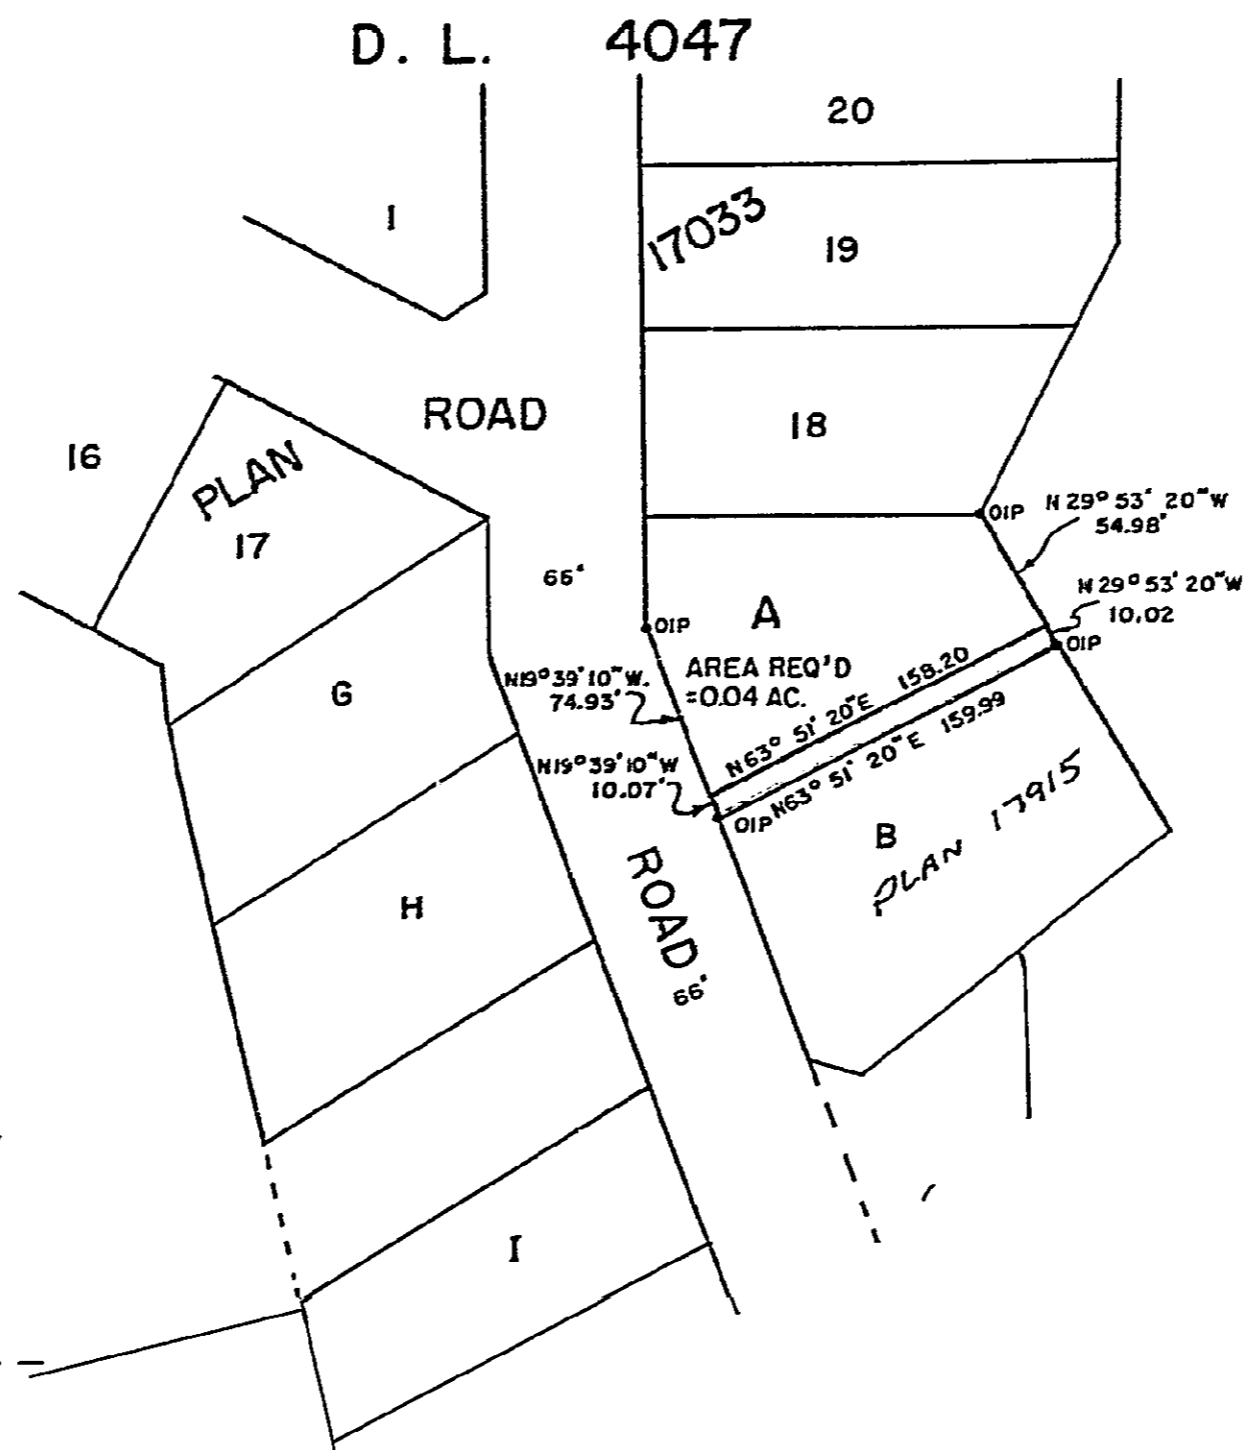 D. L. 4047
20
1
17033
19
ROAD
18
16
PLAN
17
OIP
N 29° 53' 20" W
54.98'
66'
A
N 29° 53' 20" W
10.02
OIP
OIP
G
N19° 39' 10" W.
74.93'
AREA REQ'D
=0.04 AC.
N 63° 51' 20" E 158.20
N 63° 51' 20" E 159.99
N19° 39' 10" W
10.07'
OIP
B
PLAN 17915
H
ROAD
66'
I